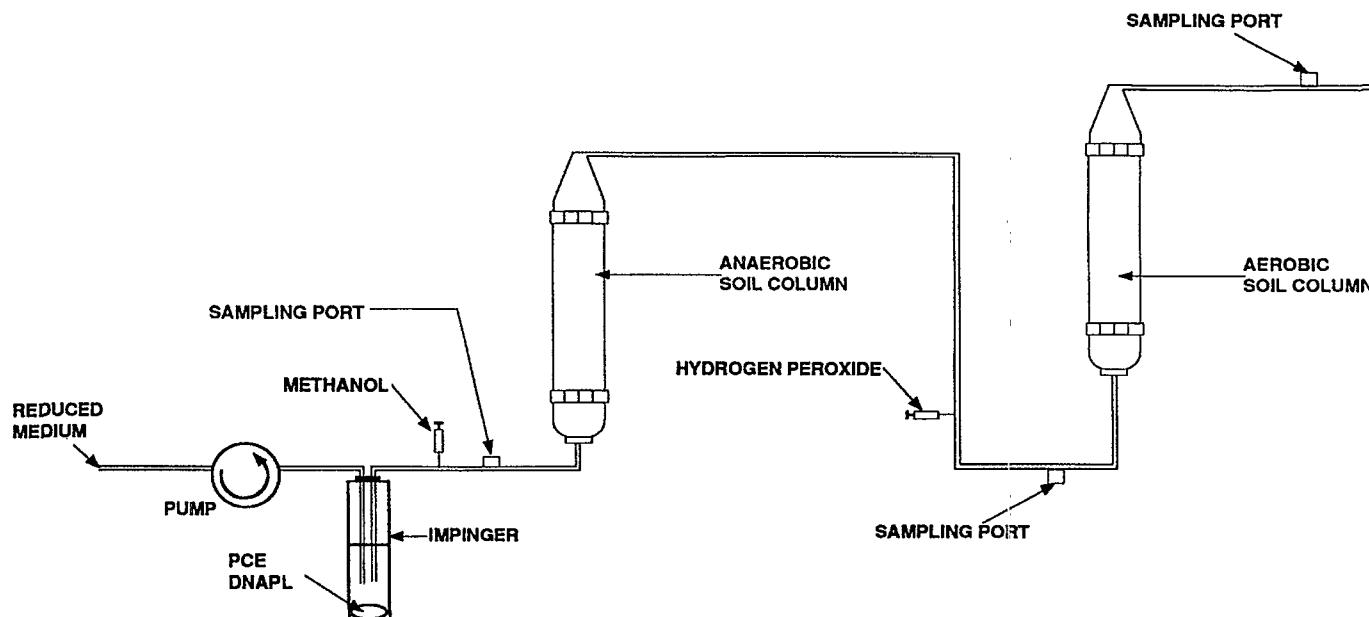 SAMPLING PORT
ANAEROBIC
SOIL COLUMN
AEROBIC
SOIL COLUMN
SAMPLING PORT
METHANOL
HYDROGEN PEROXIDE
REDUCED
MEDIUM
PUMP
IMPINGER
SAMPLING PORT
PCE
DNAPL